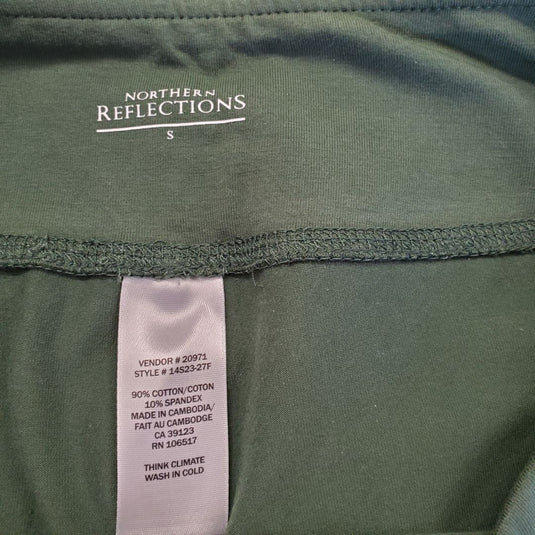 NORTHERN
REFLECTIONS
S
VENDOR # 20971
STYLE # 14S23-27F
90% COTTON/COTON
10% SPANDEX
MADE IN CAMBODIA/
FAIT AU CAMBODGE
CA 39123
RN 106517
THINK CLIMATE
WASH IN COLD